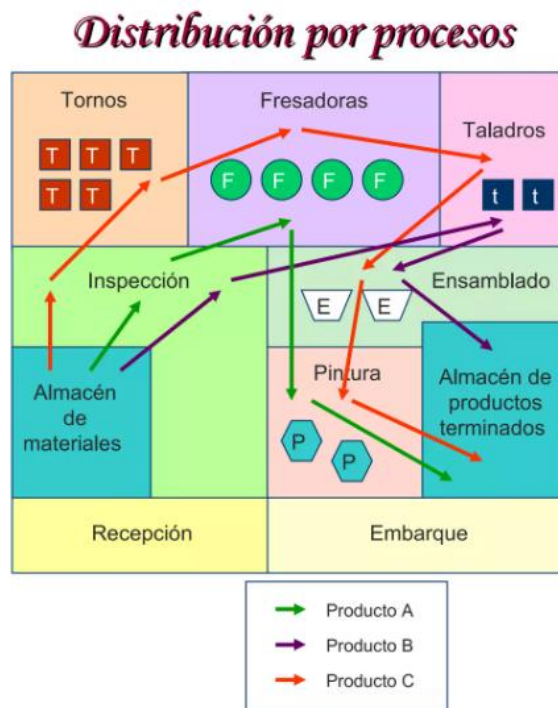 Distribución por procesos
Tornos
Fresadoras
Taladros
T T T
T T
F F F F
t t
Inspección
Ensamblado
E E
Almacén
de
materiales
Pintura
P
P
Almacén de
productos
terminados
Recepción
Embarque
Producto A
Producto B
Producto C